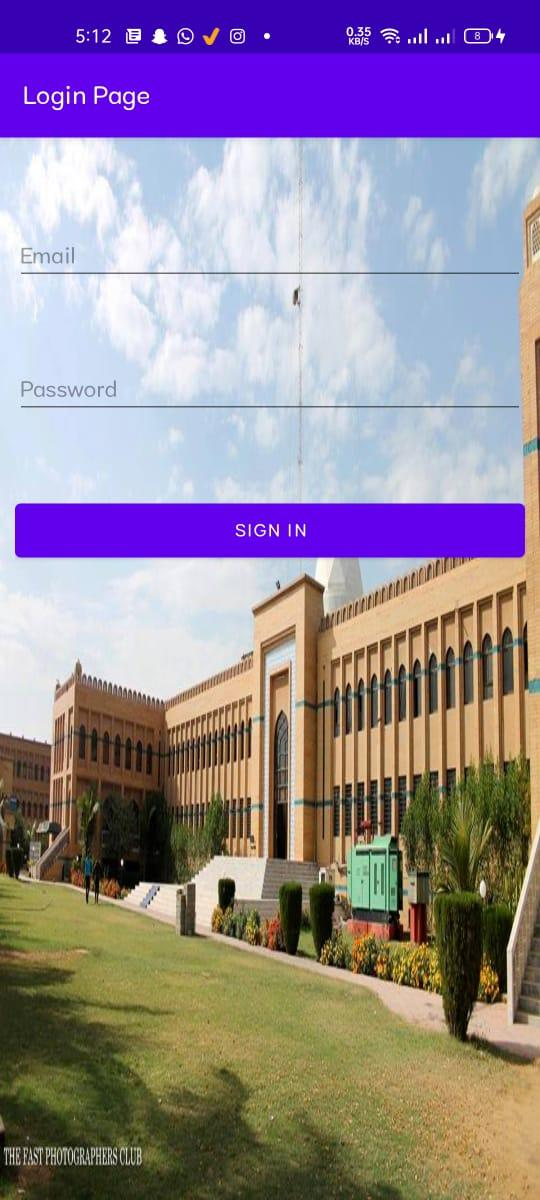 5:12
0.35
KB/S
8
Login Page
Email
Password
SIGN IN
THE FAST PHOTOGRAPHERS CLUB